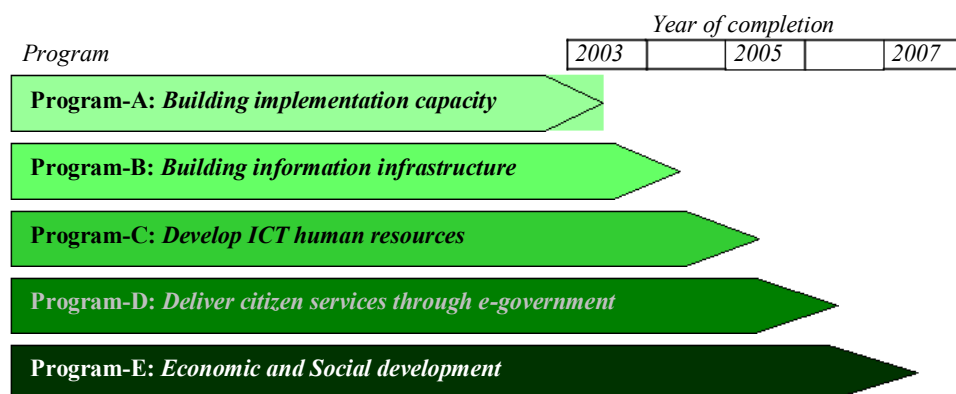 Year of completion
Program
2003 2005 2007
Program-A: Building implementation capacity
Program-B: Building information infrastructure
Program-C: Develop ICT human resources
Program-D: Deliver citizen services through e-government
Program-E: Economic and Social development